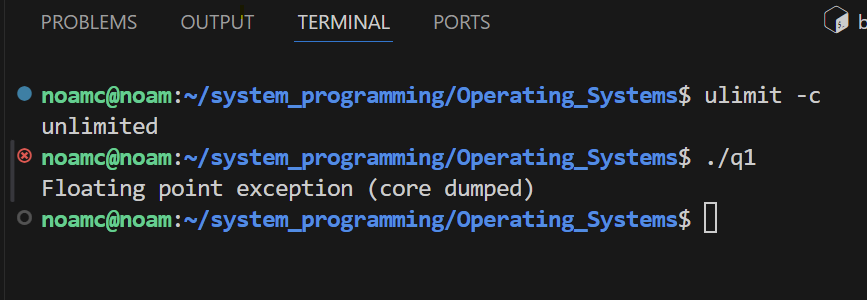 PROBLEMS OUTPUT TERMINAL PORTS b
noamc@noam:~/system_programming/Operating_Systems$ ulimit -c
unlimited
noamc@noam:~/system_programming/Operating_Systems$ ./q1
Floating point exception (core dumped)
noamc@noam:~/system_programming/Operating_Systems$